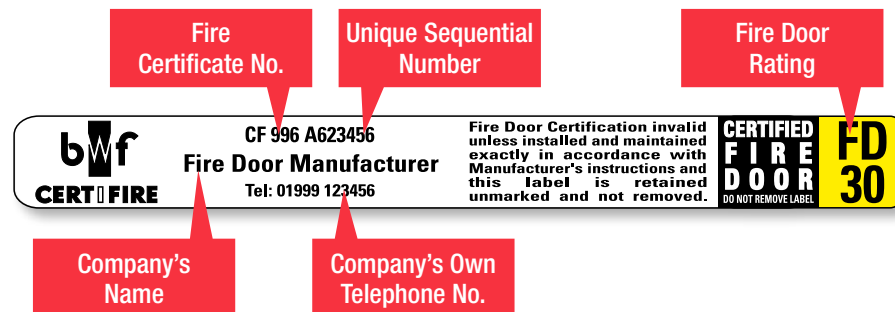 Fire
Certificate No.
Unique Sequential
Number
Fire Door
Rating
bwf
CERTIFIRE
CF 996 A623456
Fire Door Manufacturer
Tel: 01999 123456
Fire Door Certification invalid
unless installed and maintained
exactly in accordance with
Manufacturer's instructions and
this label is retained
unmarked and not removed.
CERTIFIED
FIRE
DOOR
DO NOT REMOVE LABEL
FD
30
Company's
Name
Company's Own
Telephone No.